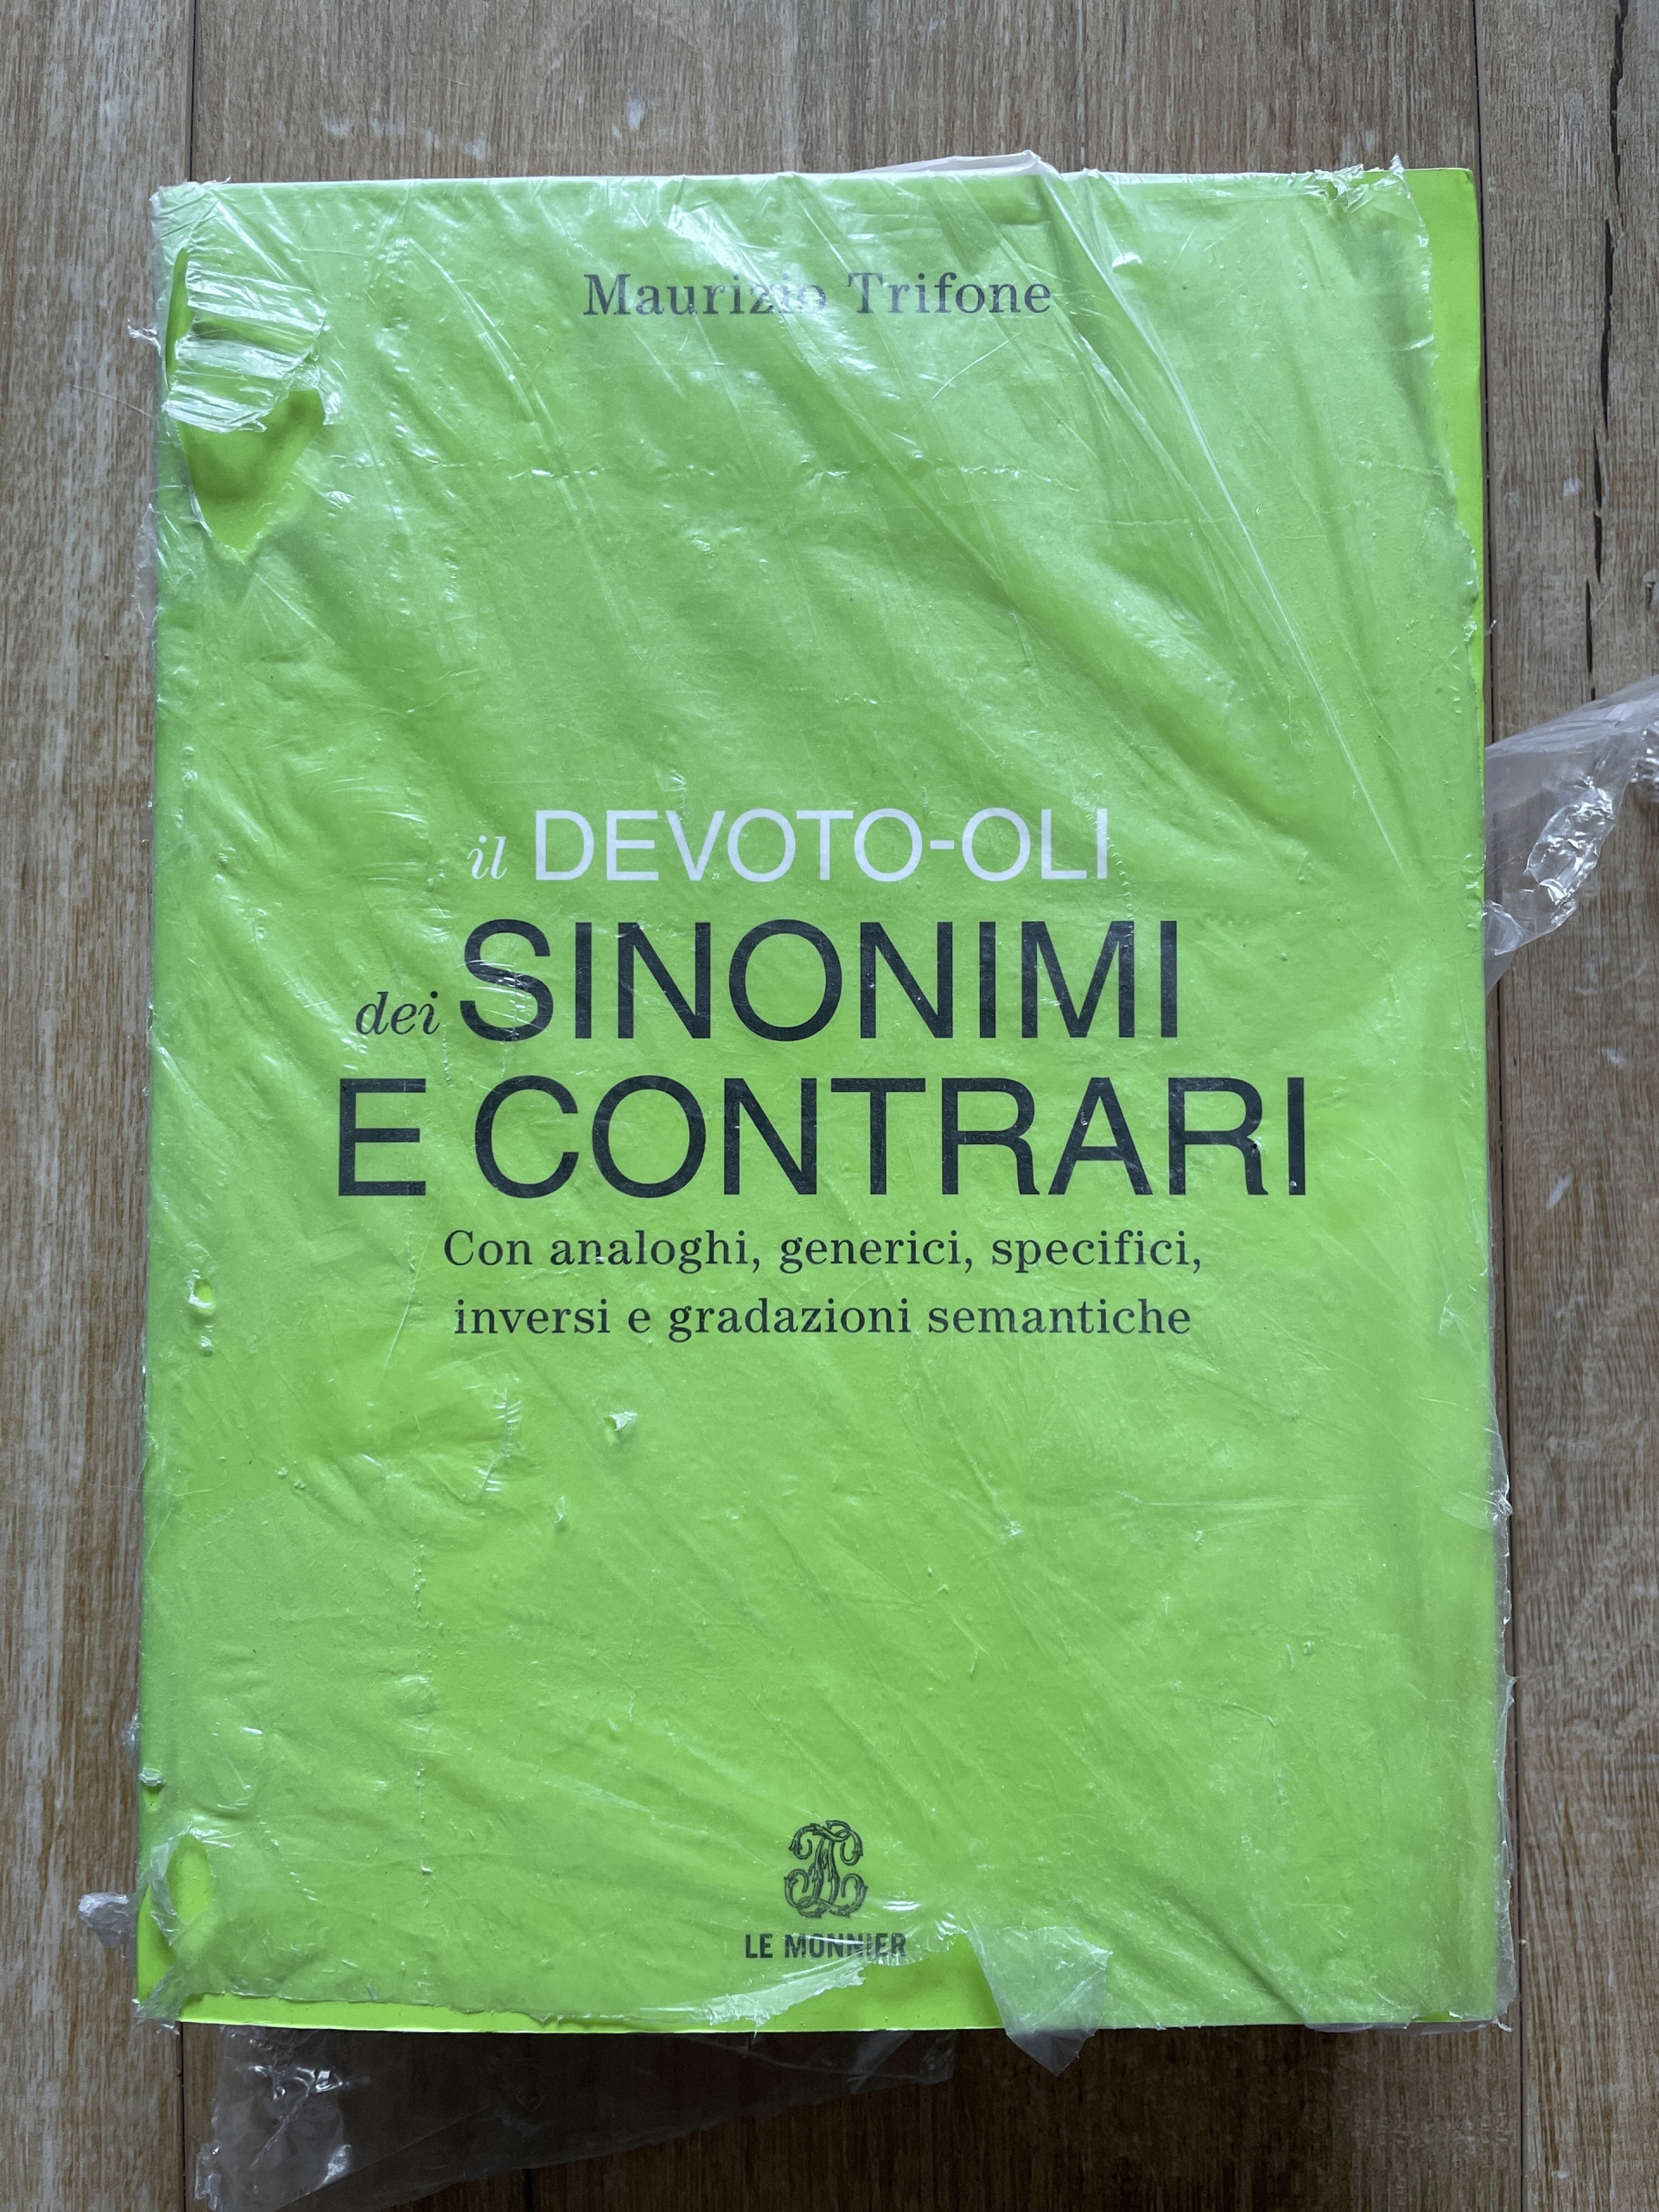 Maurizio Trifone
il DEVOTO-OLI
dei SINONIMI
E CONTRARI
Con analoghi, generici, specifici,
inversi e gradazioni semantiche
LE MONNIER